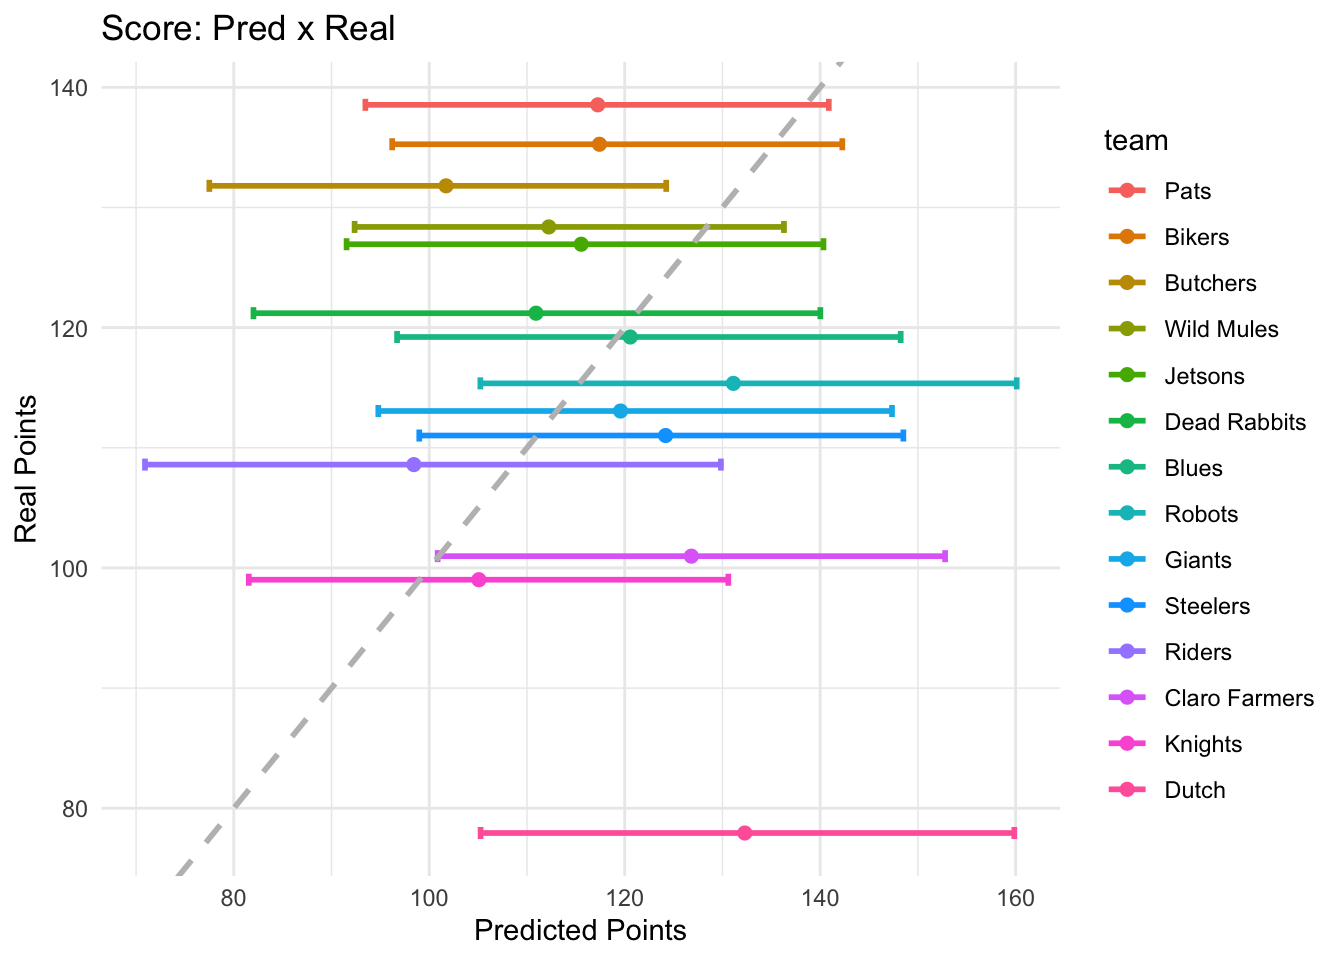 Score: Pred x Real
140
120
100
80
Real Points
80 100 120 140 160
Predicted Points
team
Pats
Bikers
Butchers
Wild Mules
Jetsons
Dead Rabbits
Blues
Robots
Giants
Steelers
Riders
Claro Farmers
Knights
Dutch